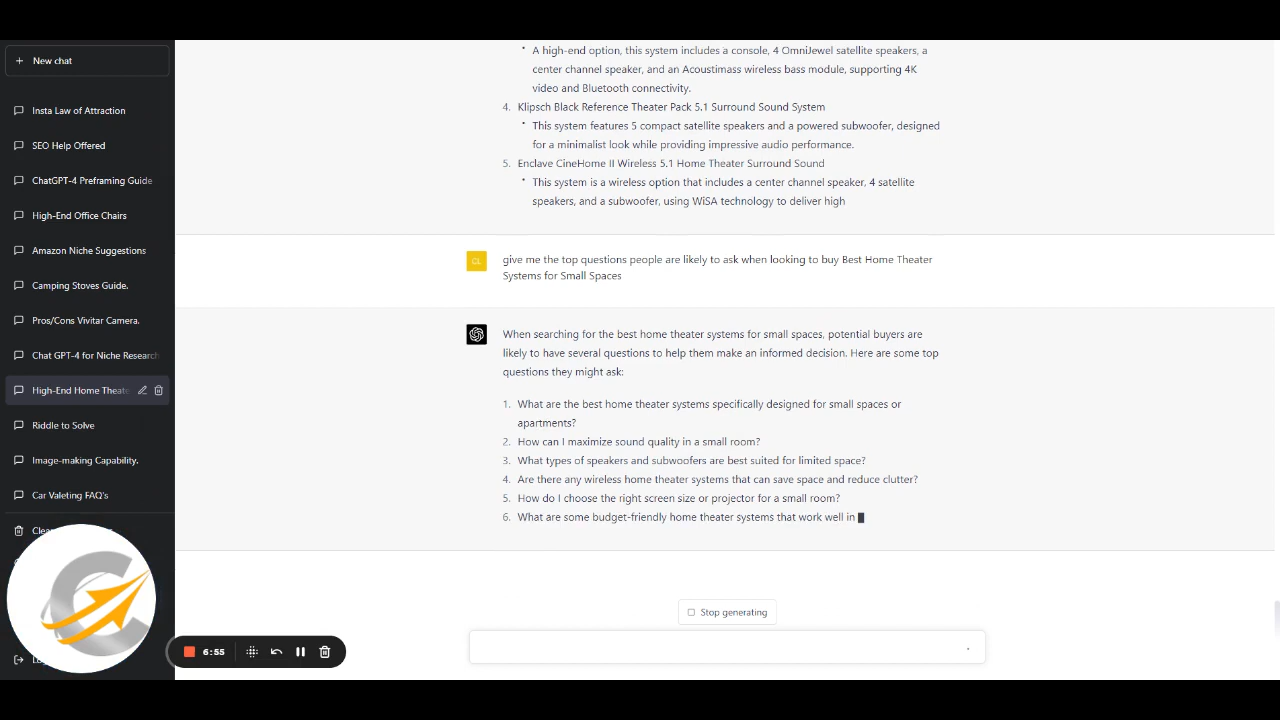 New chat
Insta Law of Attraction
SEO Help Offered
ChatGPT-4 Preframing Guide
High-End Office Chairs
Amazon Niche Suggestions
Camping Stoves Guide.
Pros/Cons Vivitar Camera.
Chat GPT-4 for Niche Research
High-End Home Theate
Riddle to Solve
Image-making Capability.
Car Valeting FAQ's
Clea
6:55
• A high-end option, this system includes a console, 4 OmniJewel satellite speakers, a
center channel speaker, and an Acoustimass wireless bass module, supporting 4K
video and Bluetooth connectivity.
4. Klipsch Black Reference Theater Pack 5.1 Surround Sound System
• This system features 5 compact satellite speakers and a powered subwoofer, designed
for a minimalist look while providing impressive audio performance.
5. Enclave CineHome II Wireless 5.1 Home Theater Surround Sound
• This system is a wireless option that includes a center channel speaker, 4 satellite
speakers, and a subwoofer, using WiSA technology to deliver high
CL
give me the top questions people are likely to ask when looking to buy Best Home Theater
Systems for Small Spaces
When searching for the best home theater systems for small spaces, potential buyers are
likely to have several questions to help them make an informed decision. Here are some top
questions they might ask:
1. What are the best home theater systems specifically designed for small spaces or
apartments?
2. How can I maximize sound quality in a small room?
3. What types of speakers and subwoofers are best suited for limited space?
4. Are there any wireless home theater systems that can save space and reduce clutter?
5. How do I choose the right screen size or projector for a small room?
6. What are some budget-friendly home theater systems that work well in
Stop generating